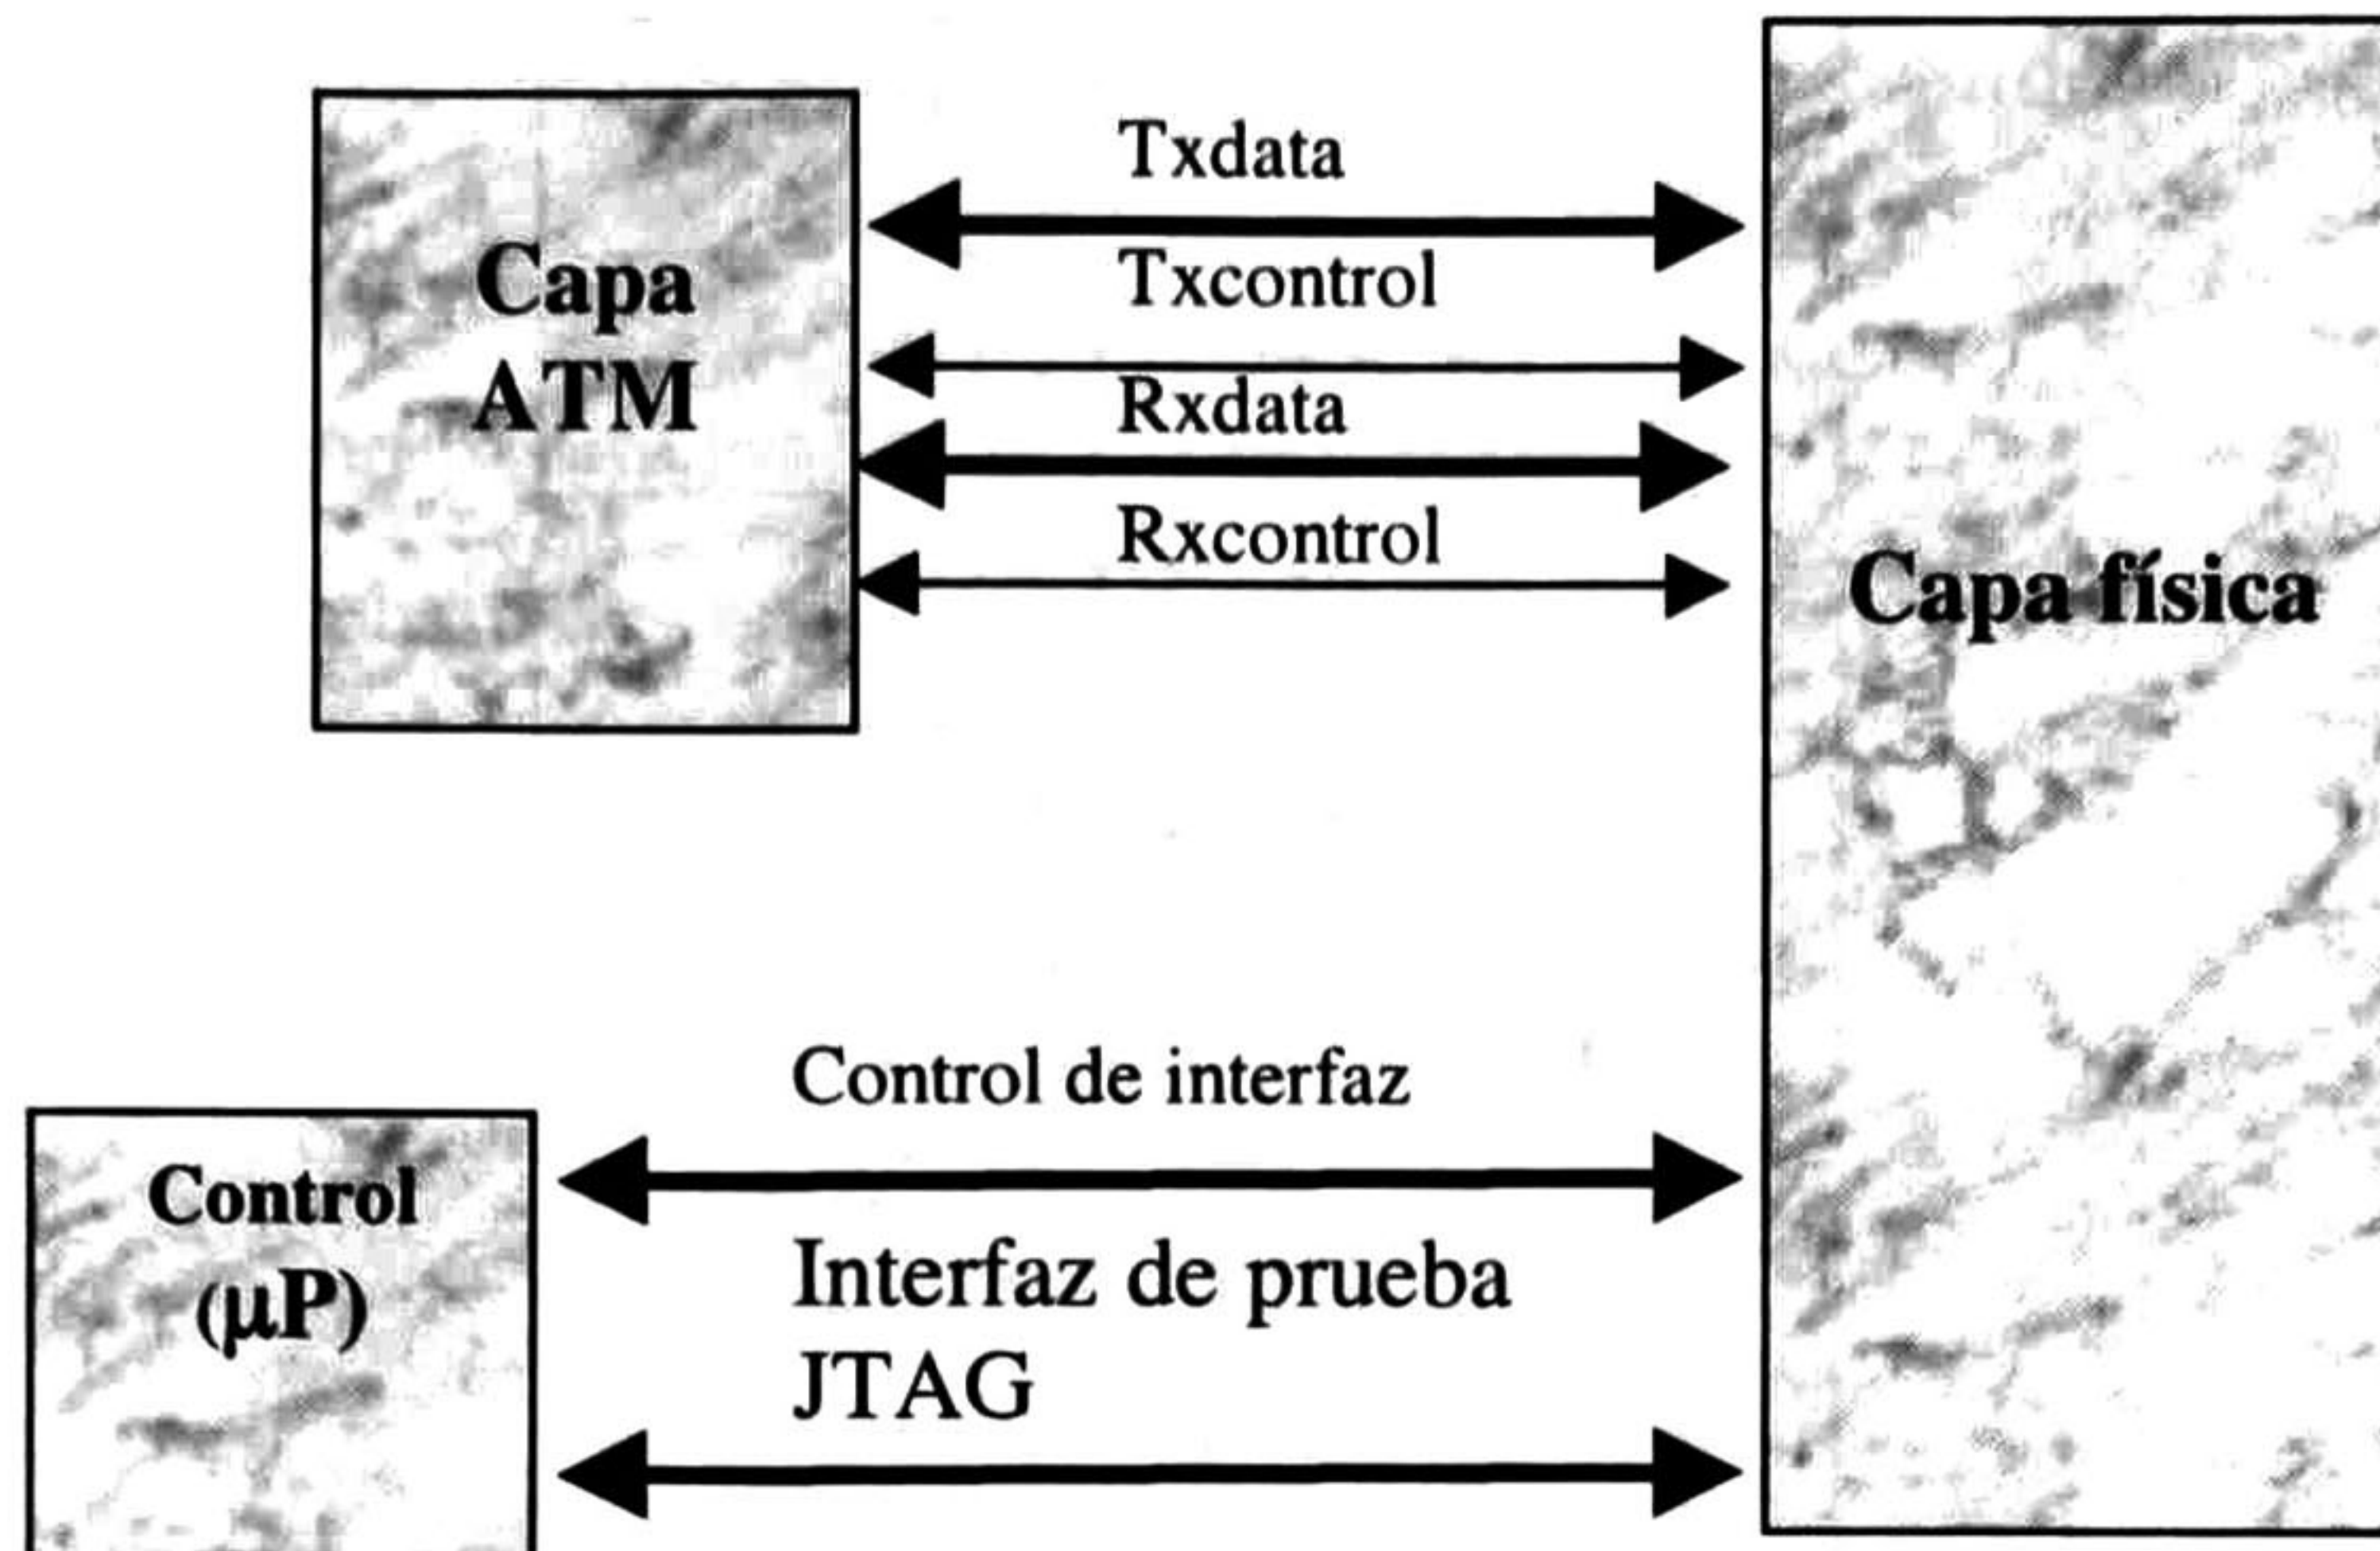 Txdata
Capa
ATM
Txcontrol
Rxdata
Rxcontrol
Capa física
Control de interfaz
Control
(µP)
Interfaz de prueba
JTAG